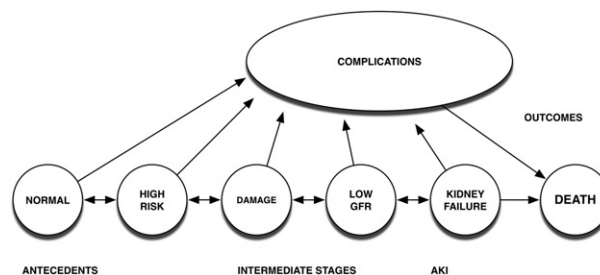 COMPLICATIONS
OUTCOMES
NORMAL
HIGH
RISK
DAMAGE
LOW
GFR
KIDNEY
FAILURE
DEATH
ANTECEDENTS
INTERMEDIATE STAGES
AKI